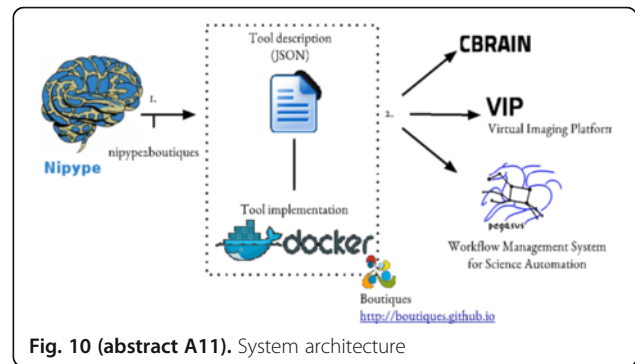 Tool description
(JSON)
CBRAIN
1.
2.
VIP
Virtual Imaging Platform
nipype2boutiques
Nipype
Tool implementation
docker
pegasus
Workflow Management System
for Science Automation
Boutiques
http://boutiques.github.io
Fig. 10 (abstract A11). System architecture